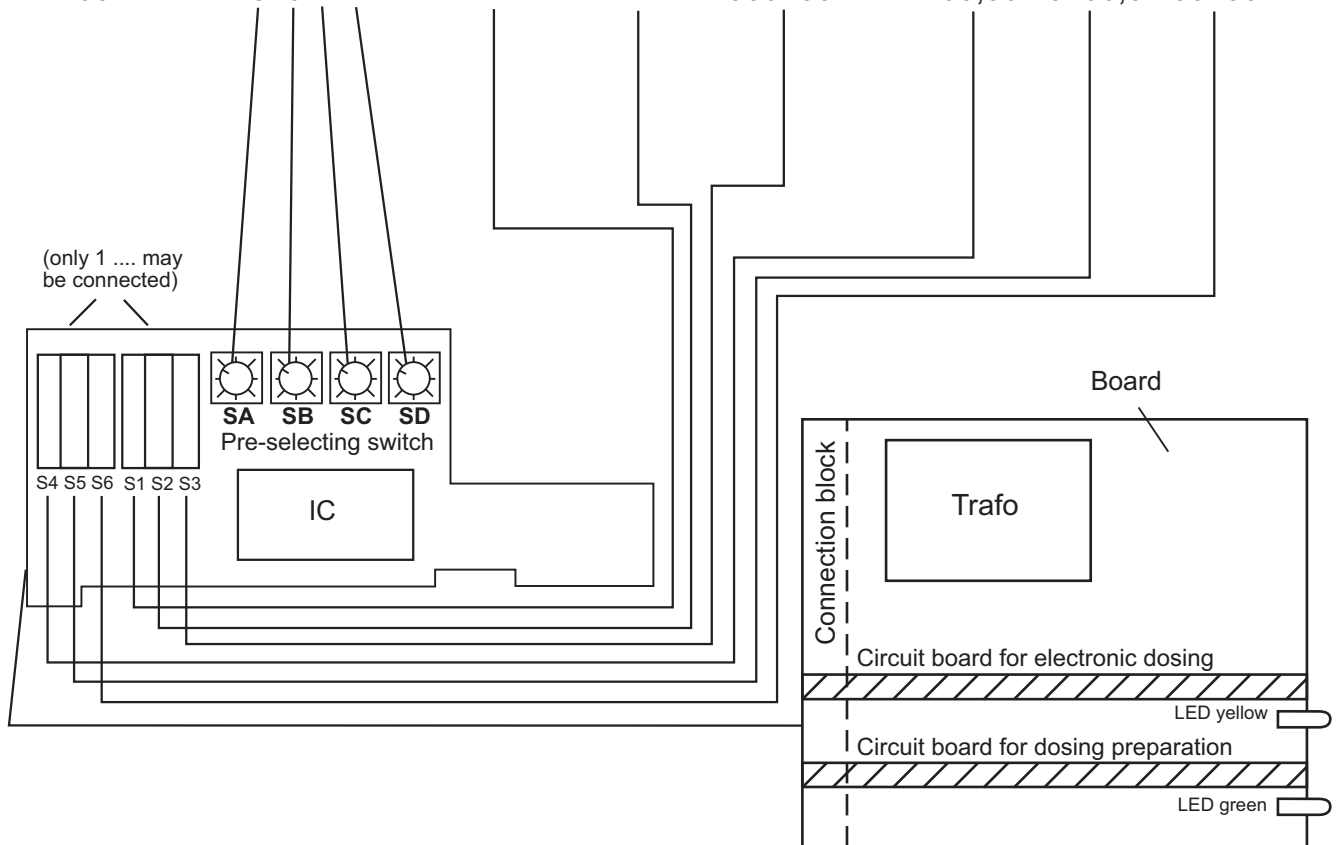 (only 1 .... may
be connected)
SA SB SC SD
Pre-selecting switch
S4 S5 S6 S1 S2 S3
IC
Board
Connection block
Trafo
Circuit board for electronic dosing
LED yellow
Circuit board for dosing preparation
LED green